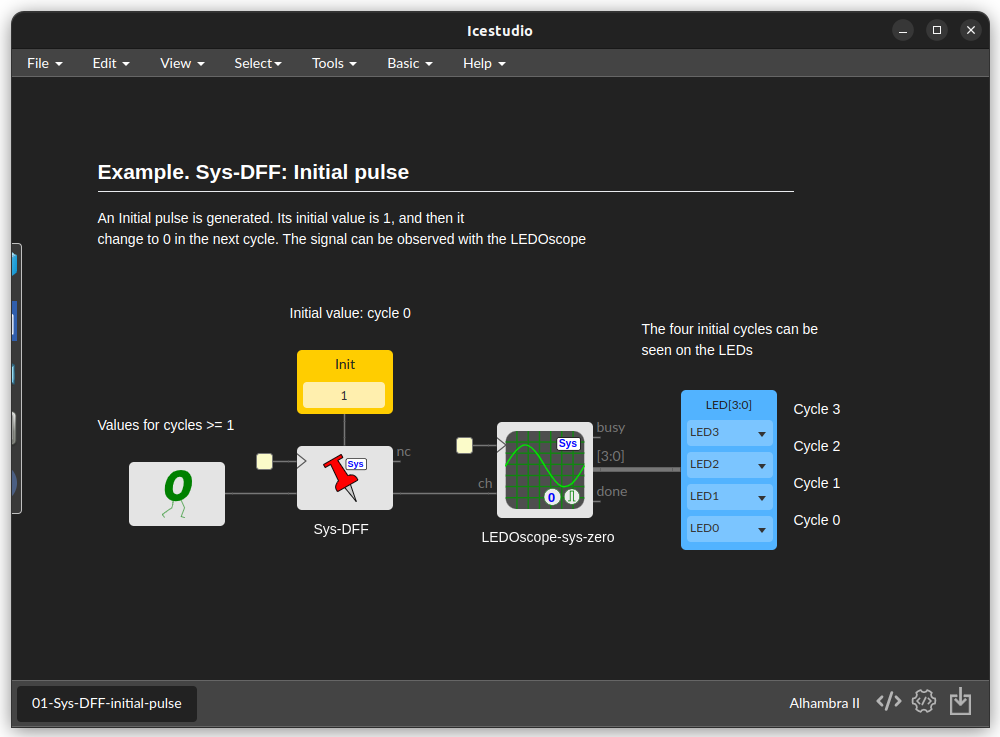 Icestudio
File Edit View Select Tools Basic Help
Example. Sys-DFF: Initial pulse
An Initial pulse is generated. Its initial value is 1, and then it
change to 0 in the next cycle. The signal can be observed with the LEDOscope
Initial value: cycle 0
The four initial cycles can be
seen on the LEDs
Init
1
Values for cycles >= 1
0
Sys
nc
Sys-DFF
ch
Sys
0
busy
[3:0]
done
LEDOscope-sys-zero
LED[3:0]
LED3
LED2
LED1
LED0
Cycle 3
Cycle 2
Cycle 1
Cycle 0
01-Sys-DFF-initial-pulse
Alhambra II